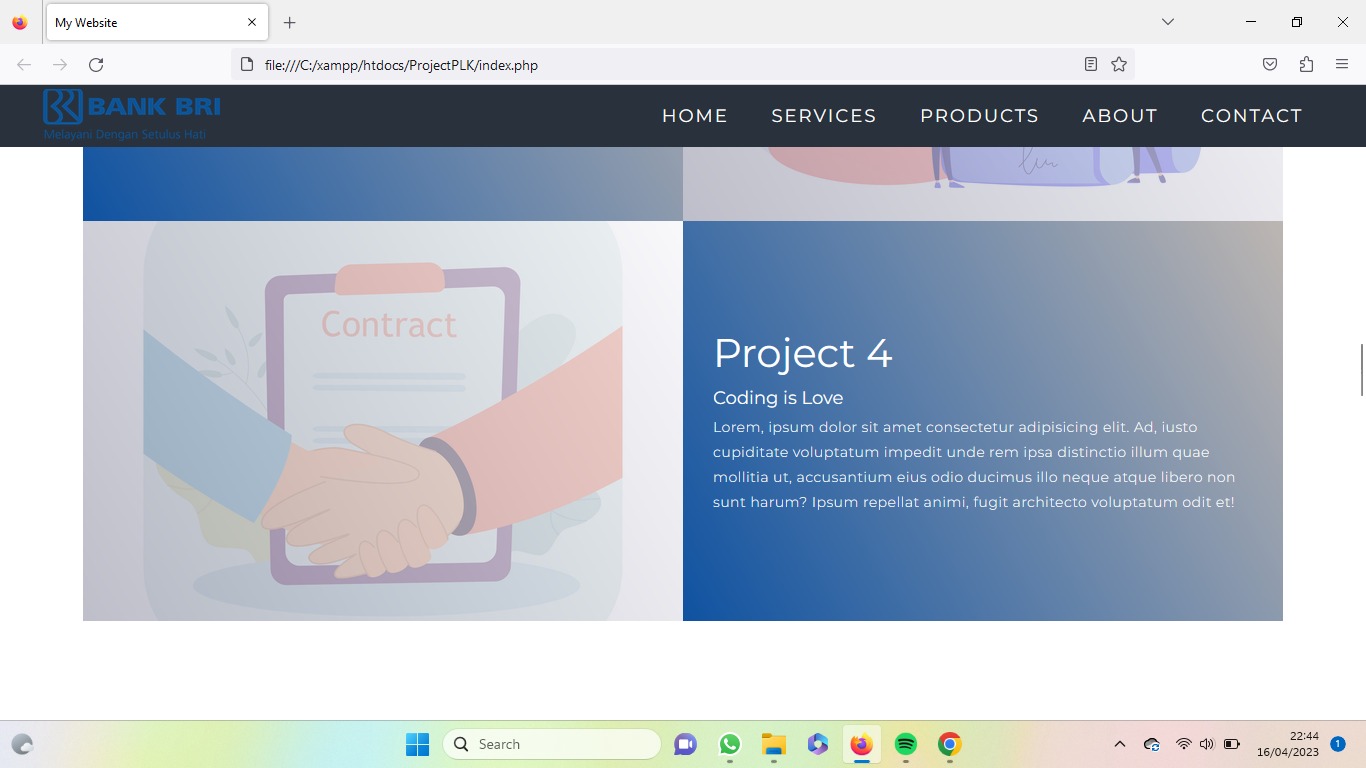 My Website
file:///C:/xampp/htdocs/ProjectPLK/index.php
BANK BRI
Melayani Dengan Setulus Hati
HOME SERVICES PRODUCTS ABOUT CONTACT
Contract
Project 4
Coding is Love
Lorem, ipsum dolor sit amet consectetur adipisicing elit. Ad, iusto
cupiditate voluptatum impedit unde rem ipsa distinctio illum quae
mollitia ut, accusantium eius odio ducimus illo neque atque libero non
sunt harum? Ipsum repellat animi, fugit architecto voluptatum odit et!
Search
22:44
16/04/2023
1